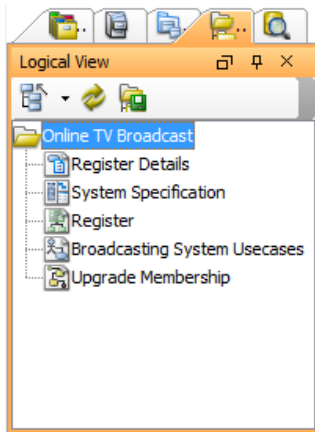 Logical View
Online TV Broadcast
Register Details
System Specification
Register
Broadcasting System Usecases
Upgrade Membership